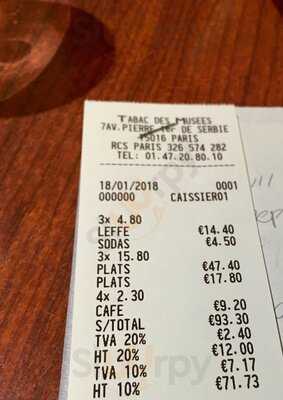 TABAC DES MUSEES
7AV.PIERRE 1er DE SERBIE
75016 PARIS
RCS PARIS 326 574 282
TEL: 01.47.20.80.10
18/01/2018 0001
000000 CAISSIER01
3x 4.80
LEFFE €14.40
SODAS €4.50
3x 15.80
PLATS €47.40
PLATS €17.80
4x 2.30
CAFE €9.20
S/TOTAL €93.30
TVA 20% €2.40
HT 20% €12.00
TVA 10% €7.17
HT 10% €71.73